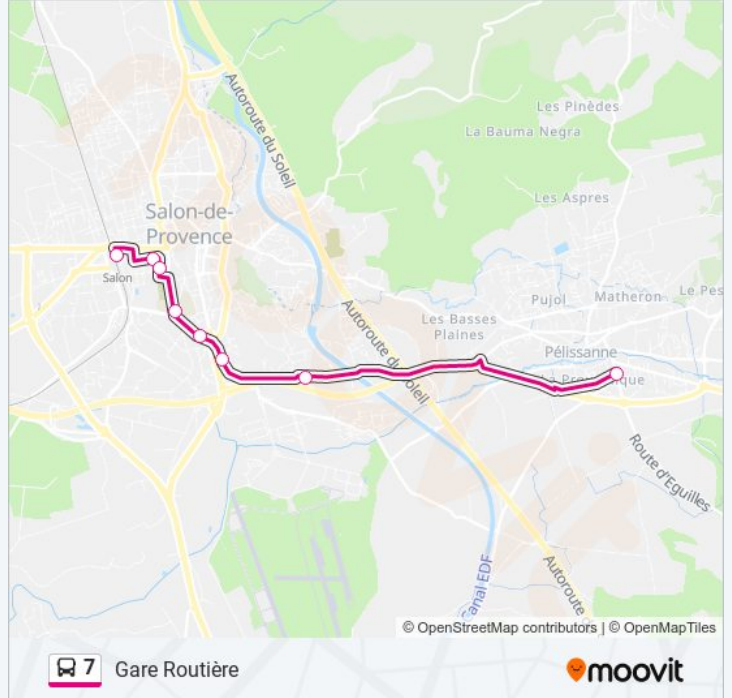 Autoroute du Soleil
Les Pinèdes
La Bauma Negra
Les Aspres
Salon-de-
Provence
Salon
Autoroute du Soleil
Les Basses
Plaines
Pujol
Matheron
Le Pes
Pélissanne
Route d'Eguilles
Canal EDF
Autoroute d
© OpenStreetMap contributors | © OpenMapTiles
7
Gare Routière
moovit